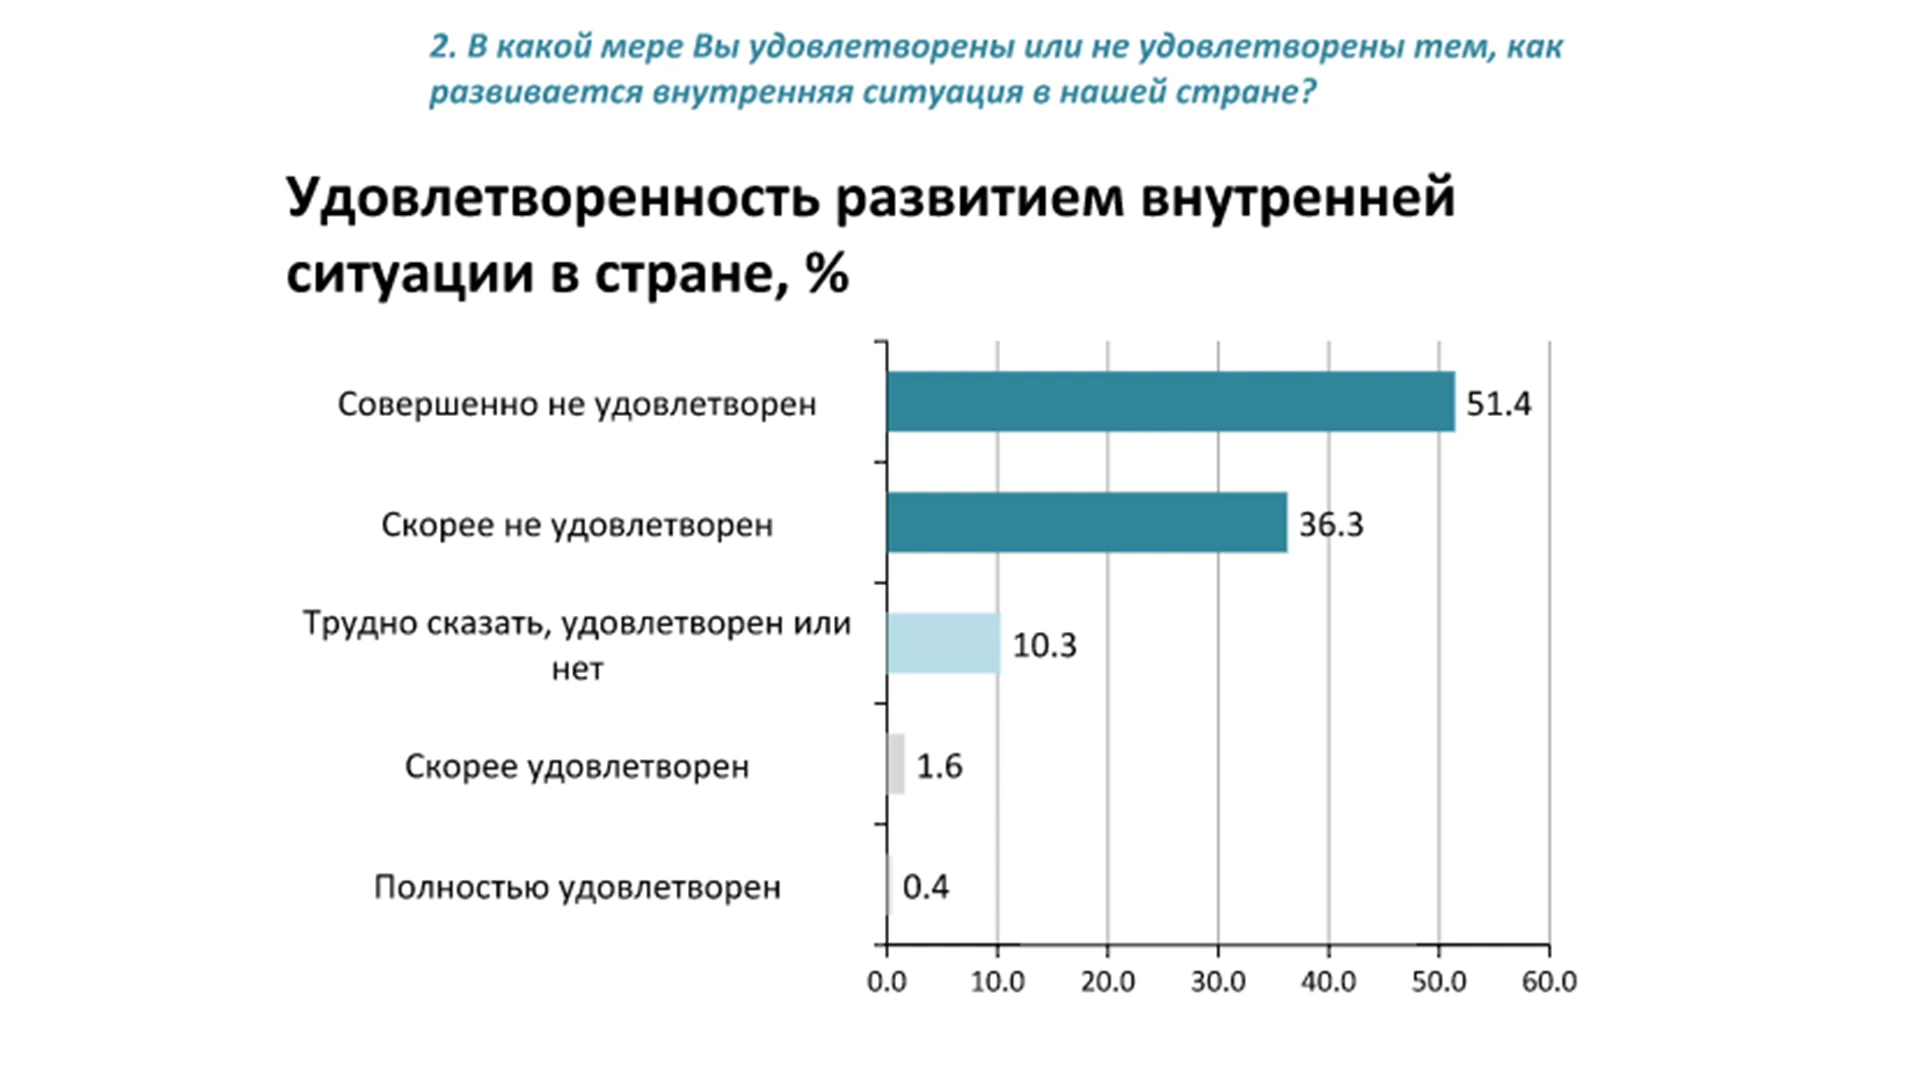 2. В какой мере Вы удовлетворены или не удовлетворены тем, как
развивается внутренняя ситуация в нашей стране?
Удовлетворенность развитием внутренней
ситуации в стране, %
Совершенно не удовлетворен
51.4
Скорее не удовлетворен
36.3
Трудно сказать, удовлетворен или
нет
10.3
Скорее удовлетворен
1.6
Полностью удовлетворен
0.4
0.0 10.0 20.0 30.0 40.0 50.0 60.0